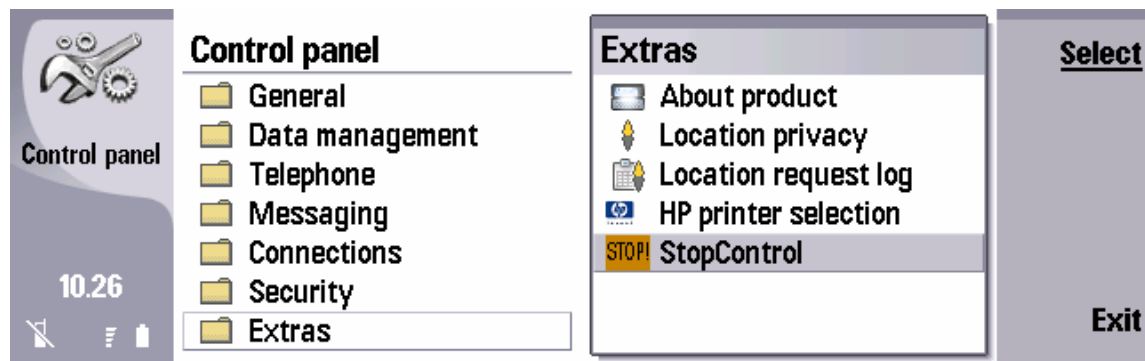 Control panel
10.26
Control panel
General
Data management
Telephone
Messaging
Connections
Security
Extras
Extras
About product
Location privacy
Location request log
hp
HP printer selection
STOP! StopControl
Select
Exit